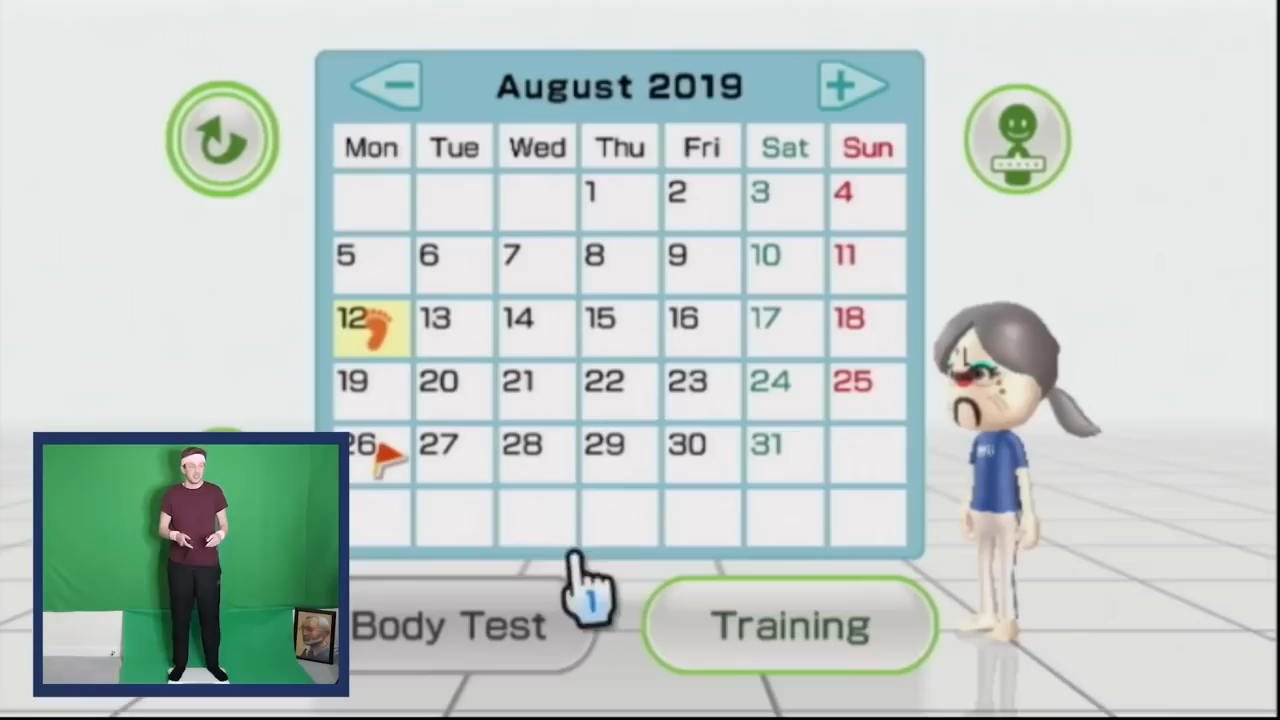 August 2019
Mon Tue Wed Thu Fri Sat Sun
1 2 3 4
5 6 7 8 9 10 11
12 13 14 15 16 17 18
19 20 21 22 23 24 25
26 27 28 29 30 31
1
Body Test Training